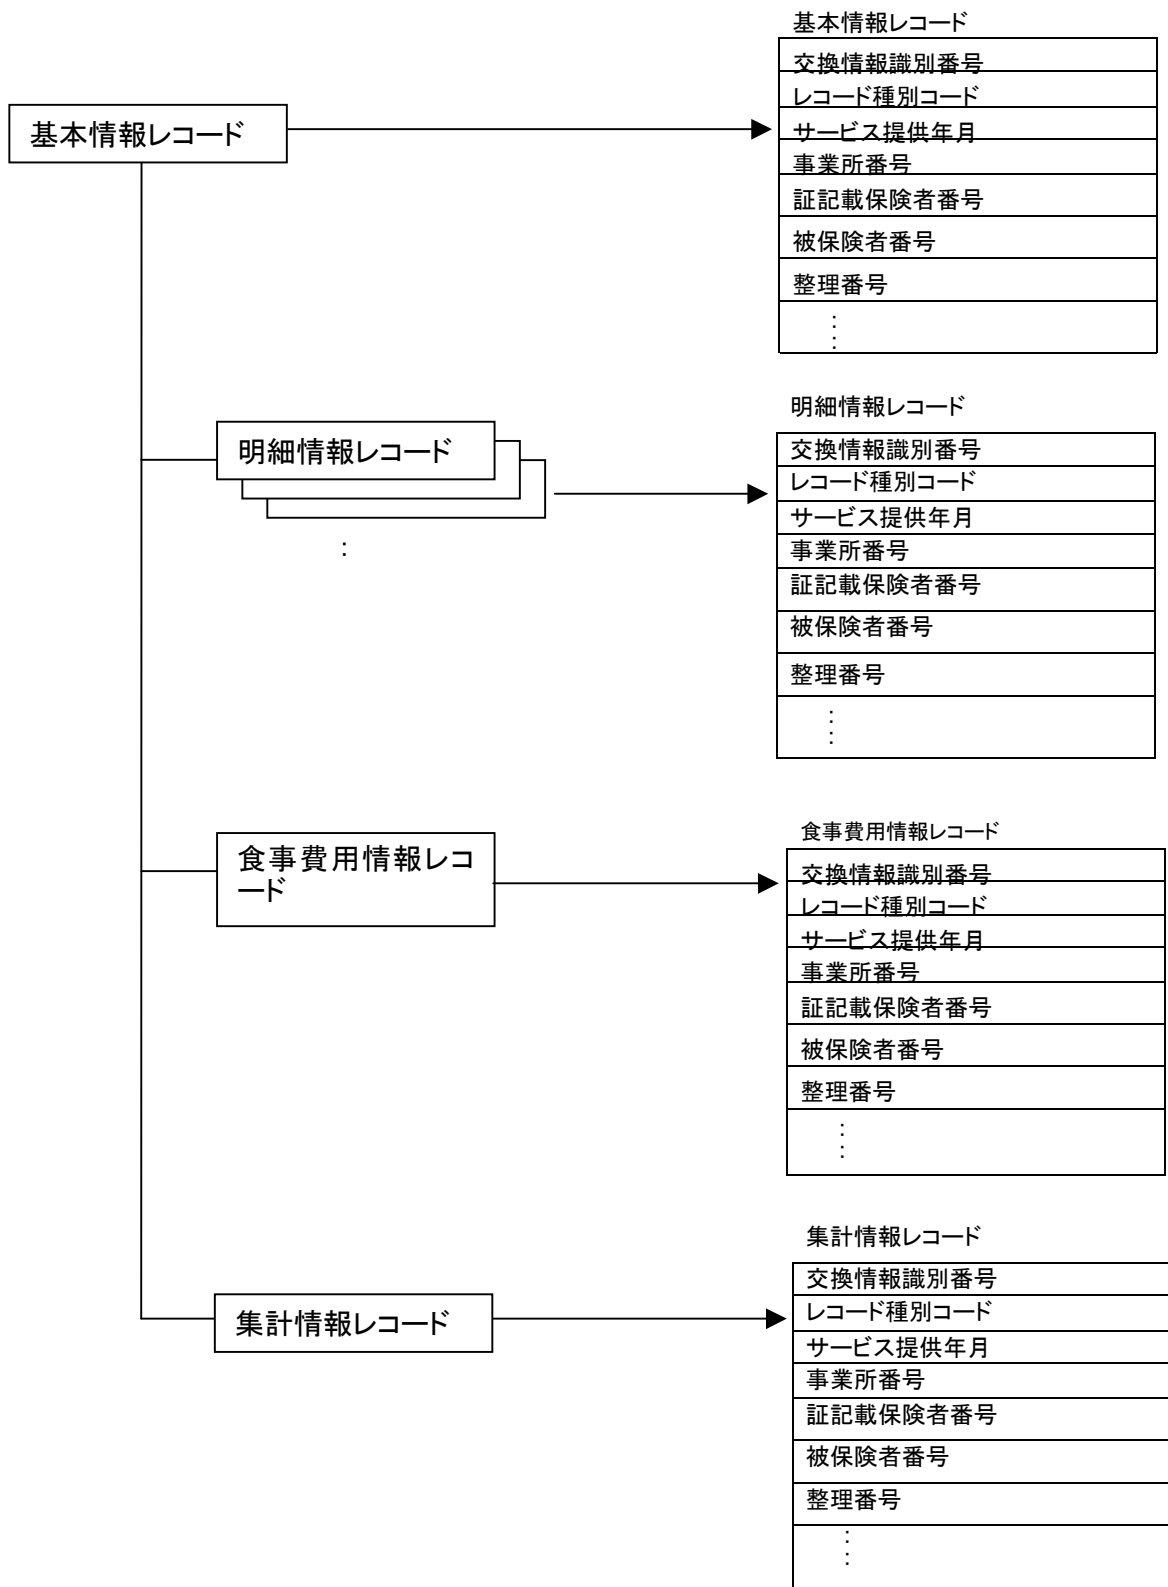 基本情報レコード
基本情報レコード
交換情報識別番号
レコード種別コード
サービス提供年月
事業所番号
証記載保険者番号
被保険者番号
整理番号
:
:
明細情報レコード
:
明細情報レコード
交換情報識別番号
レコード種別コード
サービス提供年月
事業所番号
証記載保険者番号
被保険者番号
整理番号
:
:
食事費用情報レコ
ード
食事費用情報レコード
交換情報識別番号
レコード種別コード
サービス提供年月
事業所番号
証記載保険者番号
被保険者番号
整理番号
:
:
集計情報レコード
集計情報レコード
交換情報識別番号
レコード種別コード
サービス提供年月
事業所番号
証記載保険者番号
被保険者番号
整理番号
:
: